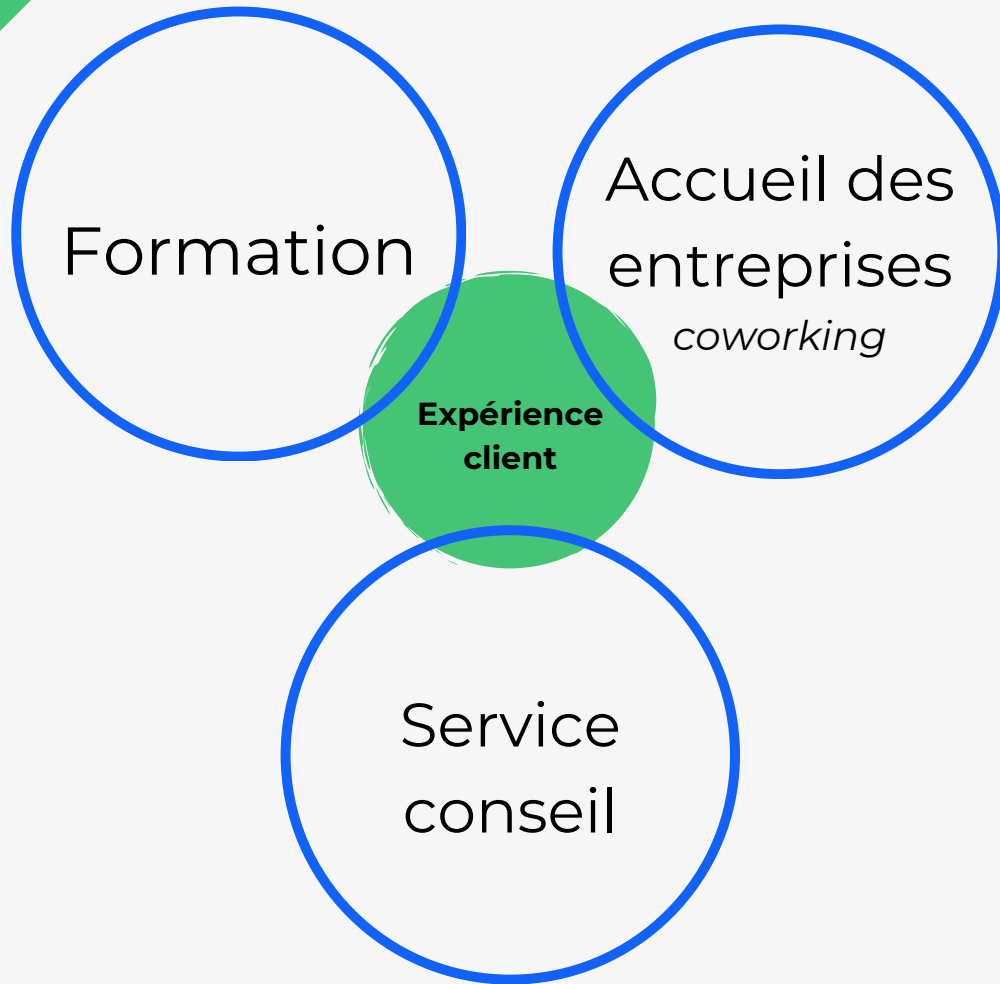 Formation
Accueil des
entreprises
coworking
Expérience
client
Service
conseil